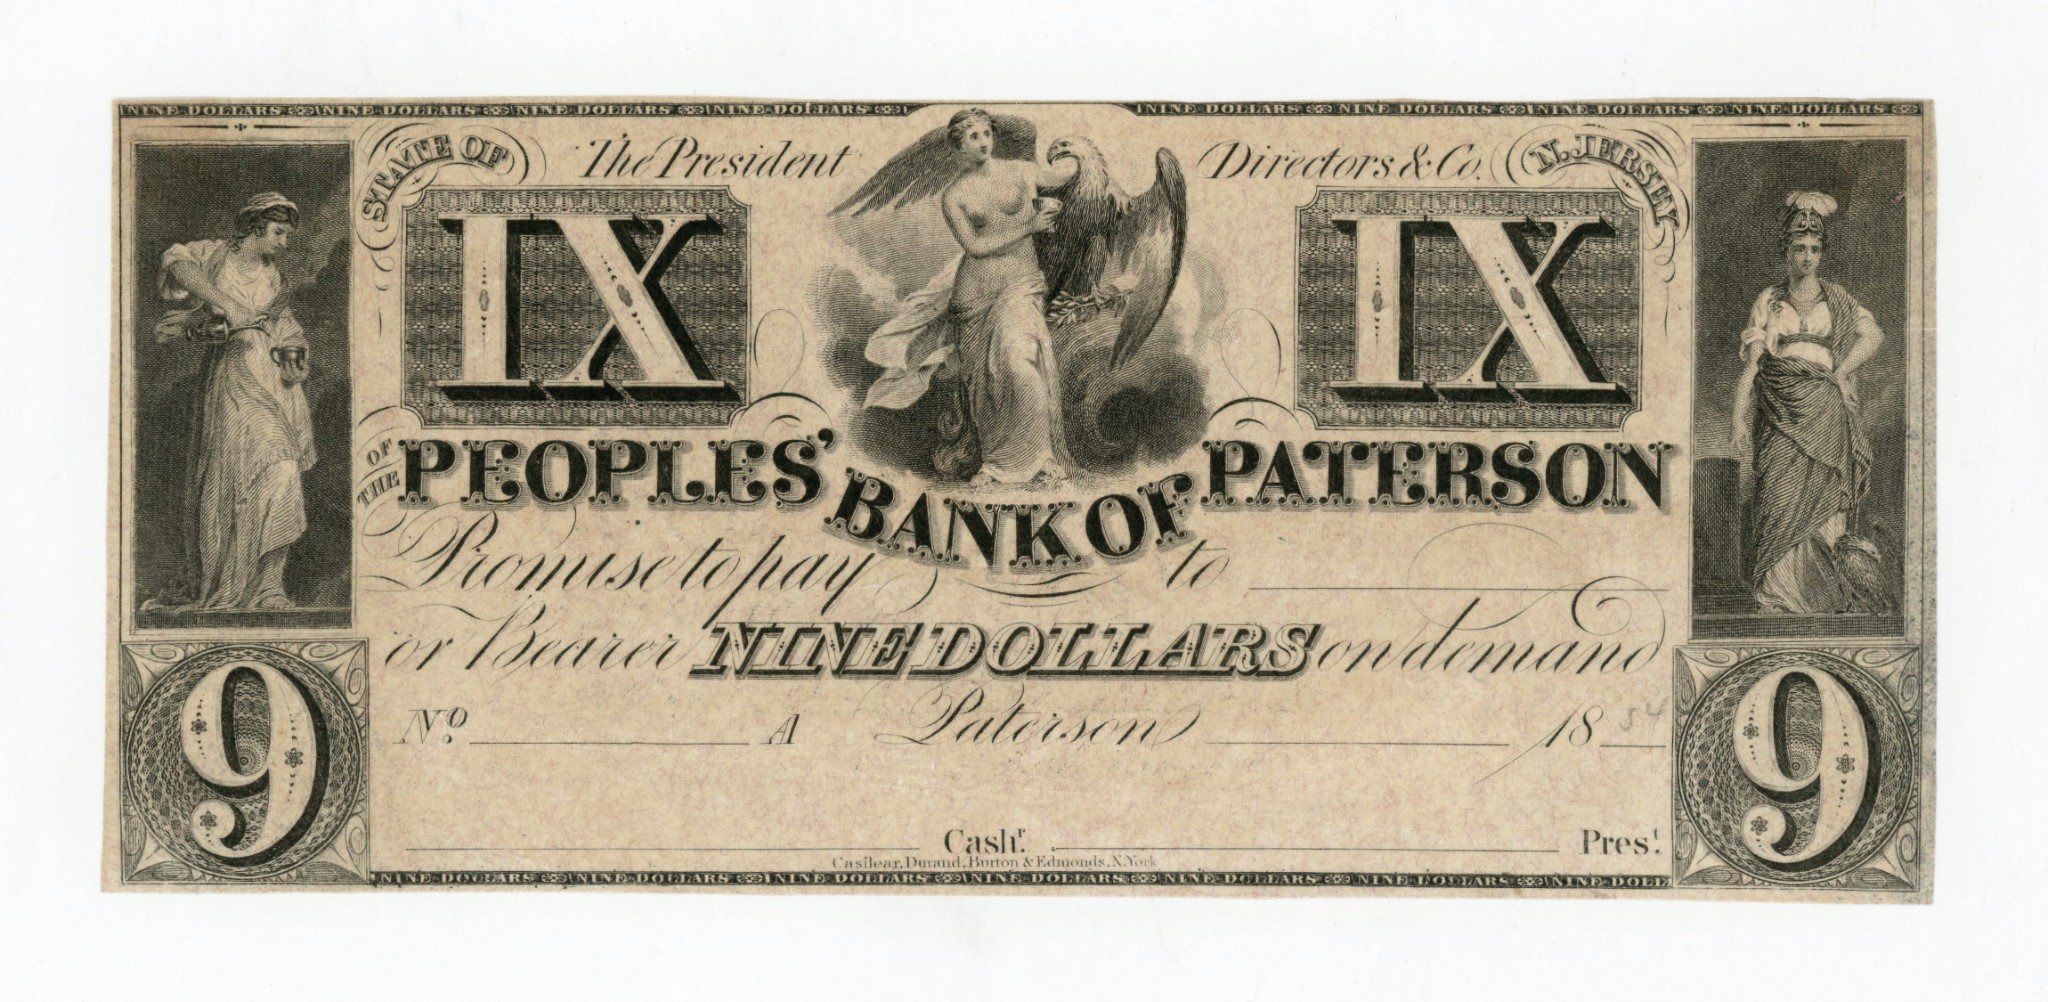 NINE DOLLARS NINE DOLLARS NINE DOLLARS NINE DOLLARS NINE DOLLARS NINE DOLLARS NINE DOLLARS NINE DOLLARS
STATE OF The President Directors & Co. N. JERSEY
IX IX
OF THE PEOPLES' BANK OF PATERSON
Promise to pay to
or Bearer NINE DOLLARS on demand
9 9
No. A Paterson 18 34
Cashr. Prest.
Casilear, Durand, Burton & Edmonds, N. York
NINE DOLLARS NINE DOLLARS NINE DOLLARS NINE DOLLARS NINE DOLLARS NINE DOLLARS NINE DOLL